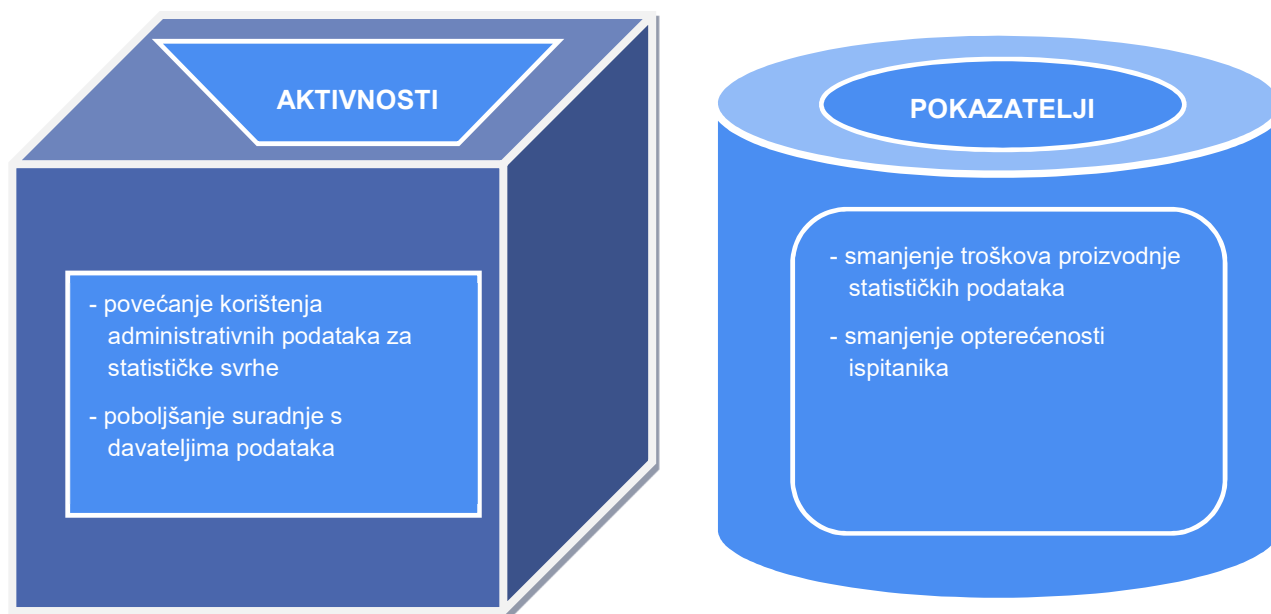 AKTIVNOSTI
- povećanje korištenja
administrativnih podataka za
statističke svrhe
- poboljšanje suradnje s
davateljima podataka
POKAZATELJI
- smanjenje troškova proizvodnje
statističkih podataka
- smanjenje opterećenosti
ispitanika